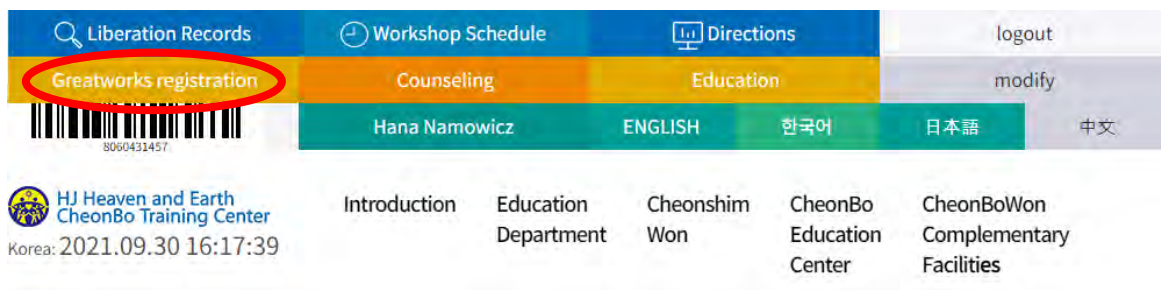 Liberation Records
Workshop Schedule
Directions
logout
Greatworks registration
Counseling
Education
modify
8060431457
Hana Namowicz
ENGLISH
한국어
日本語
中文
HJ Heaven and Earth
CheonBo Training Center
Korea: 2021.09.30 16:17:39
Introduction
Education
Department
Cheonshim
Won
CheonBo
Education
Center
CheonBoWon
Complementary
Facilities